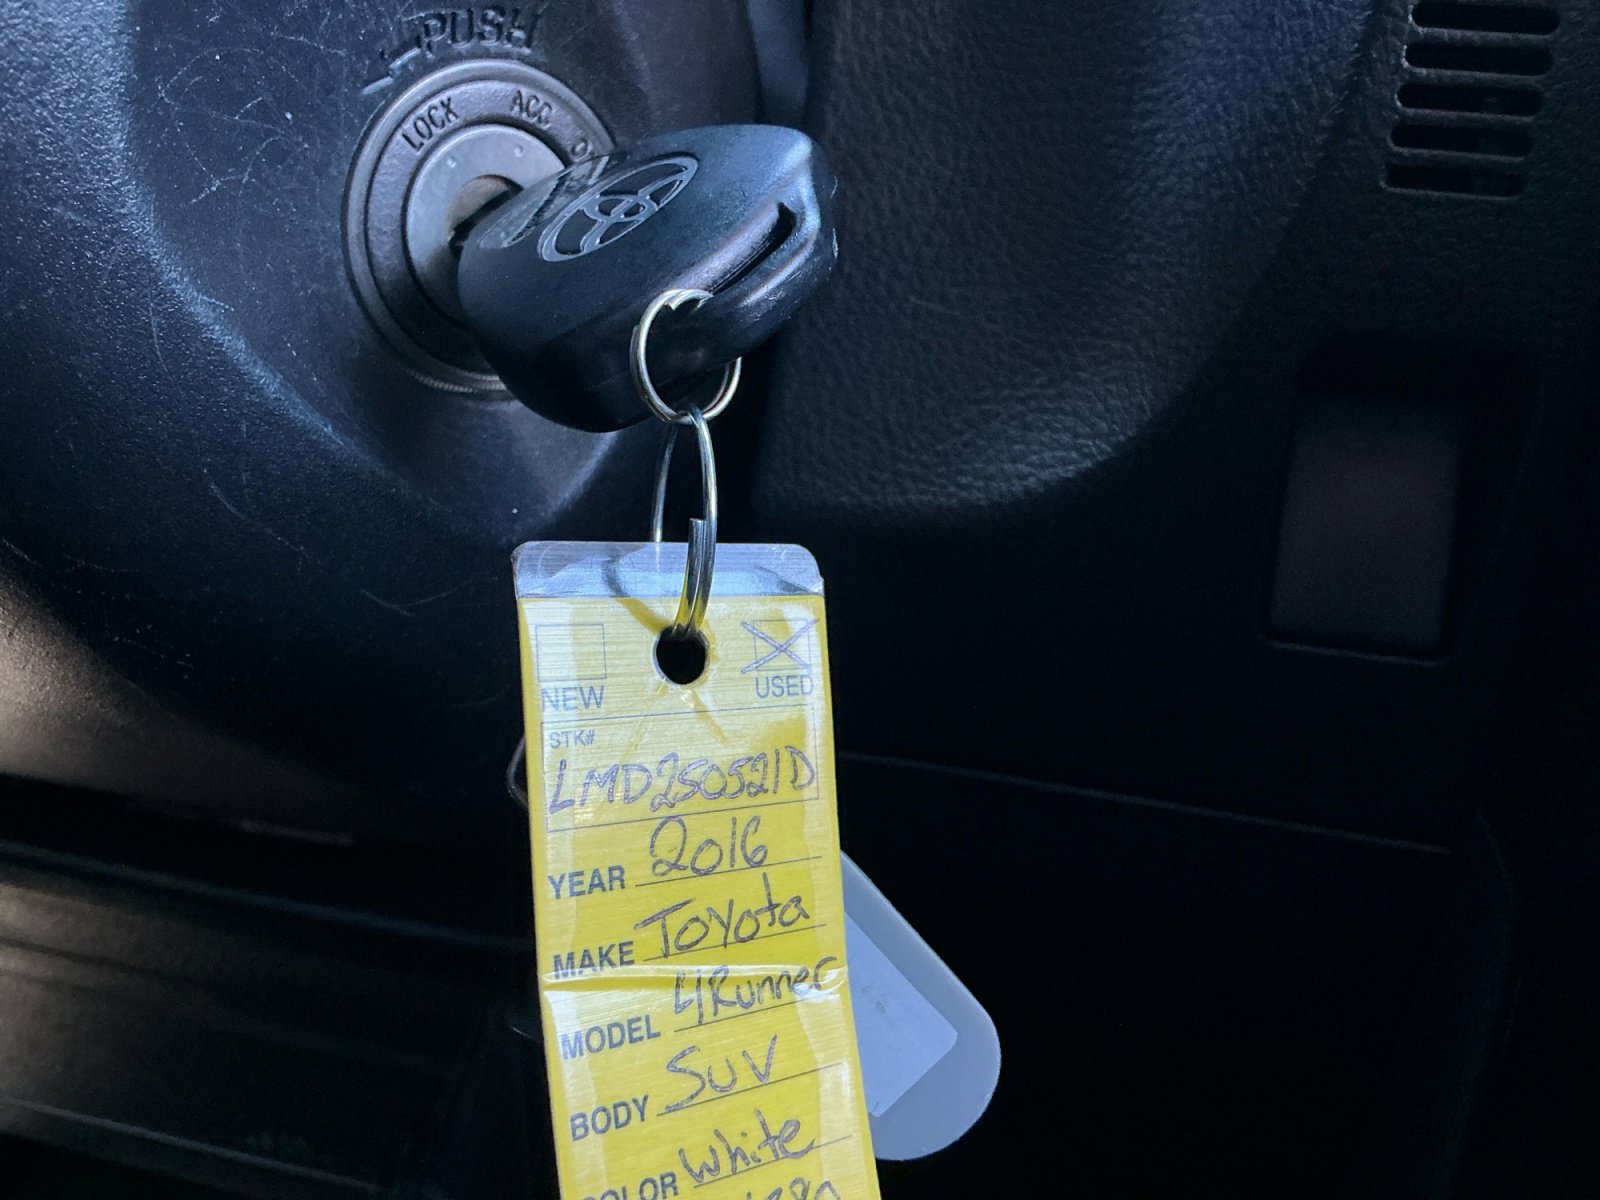 PUSH
LOCK ACC
NEW USED
STK#
LMD250521D
YEAR 2016
MAKE Toyota
MODEL 4Runner
BODY SUV
COLOR White